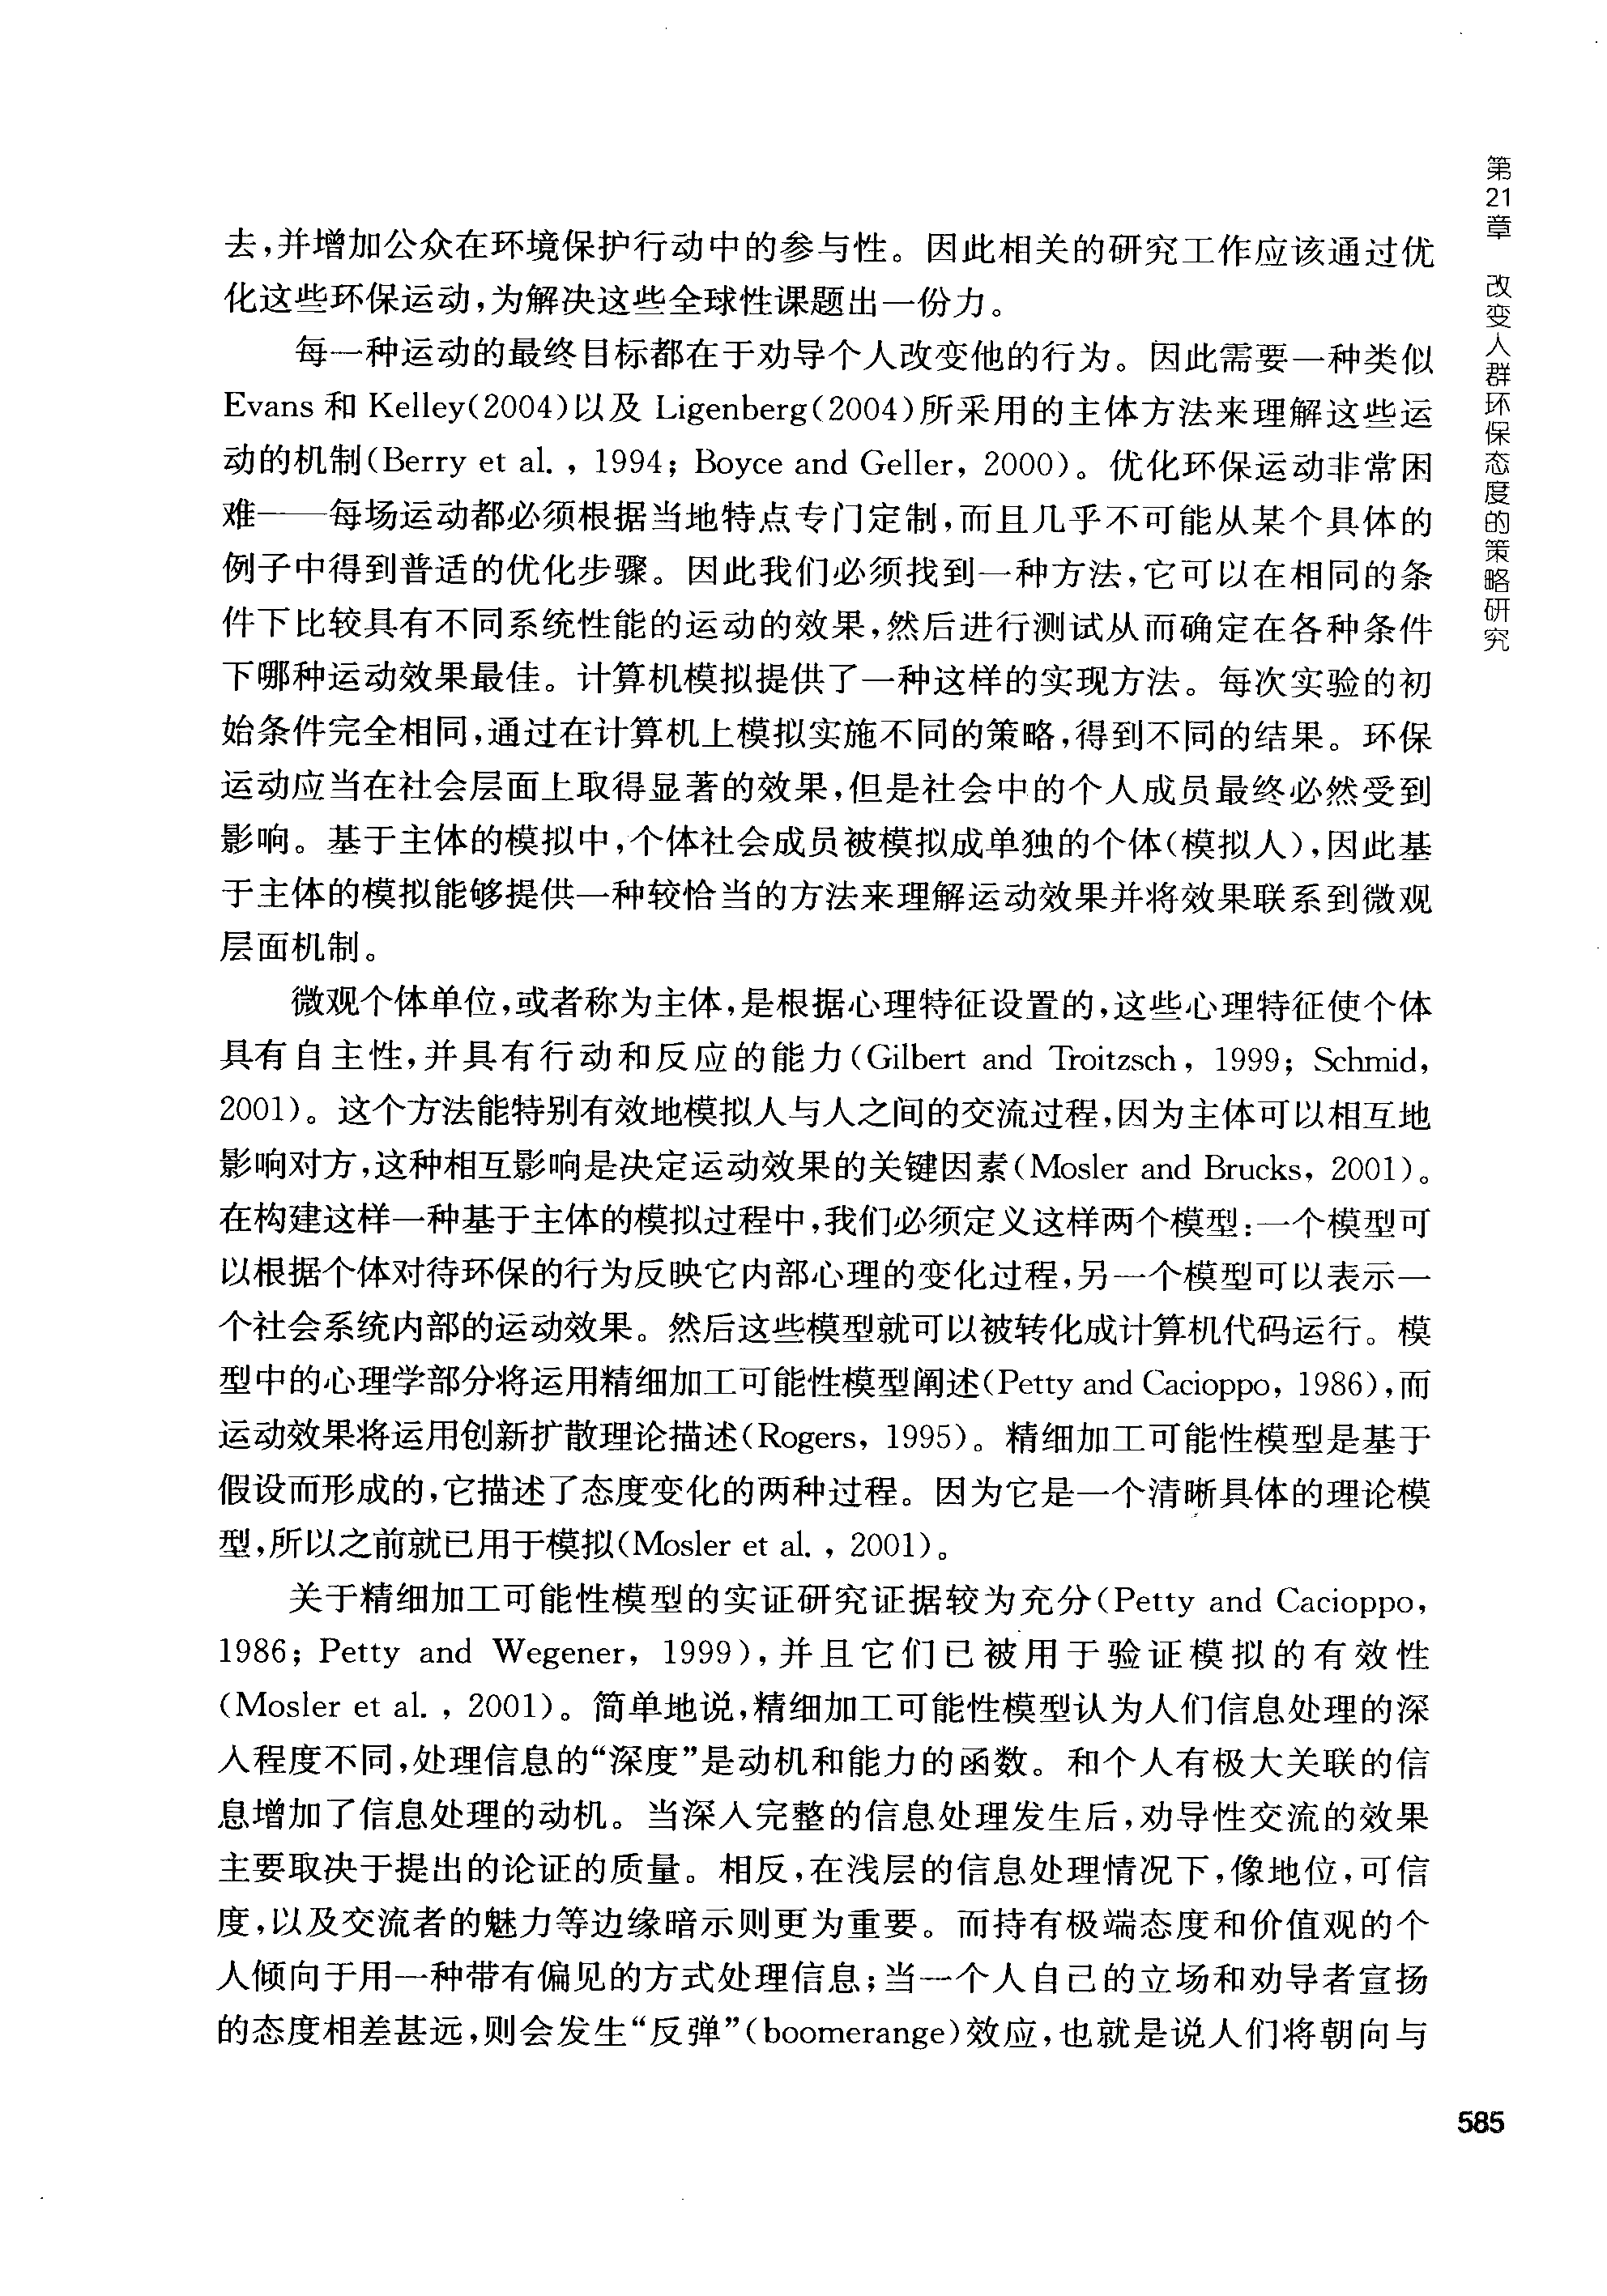 去,并增加公众在环境保护行动中的参与性。因此相关的研究工作应该通过优
化这些环保运动,为解决这些全球性课题出一份力。
每一种运动的最终目标都在于劝导个人改变他的行为。因此需要一种类似
Evans 和 Kelley(2004)以及 Ligenberg(2004)所采用的主体方法来理解这些运
动的机制(Berry et al. , 1994; Boyce and Geller, 2000)。优化环保运动非常困
难——每场运动都必须根据当地特点专门定制,而且几乎不可能从某个具体的
例子中得到普适的优化步骤。因此我们必须找到一种方法,它可以在相同的条
件下比较具有不同系统性能的运动的效果,然后进行测试从而确定在各种条件
下哪种运动效果最佳。计算机模拟提供了一种这样的实现方法。每次实验的初
始条件完全相同,通过在计算机上模拟实施不同的策略,得到不同的结果。环保
运动应当在社会层面上取得显著的效果,但是社会中的个人成员最终必然受到
影响。基于主体的模拟中,个体社会成员被模拟成单独的个体(模拟人),因此基
于主体的模拟能够提供一种较恰当的方法来理解运动效果并将效果联系到微观
层面机制。
微观个体单位,或者称为主体,是根据心理特征设置的,这些心理特征使个体
具有自主性,并具有行动和反应的能力(Gilbert and Troitzsch, 1999; Schmid,
2001)。这个方法能特别有效地模拟人与人之间的交流过程,因为主体可以相互地
影响对方,这种相互影响是决定运动效果的关键因素(Mosler and Brucks, 2001)。
在构建这样一种基于主体的模拟过程中,我们必须定义这样两个模型:一个模型可
以根据个体对待环保的行为反映它内部心理的变化过程,另一个模型可以表示一
个社会系统内部的运动效果。然后这些模型就可以被转化成计算机代码运行。模
型中的心理学部分将运用精细加工可能性模型阐述(Petty and Cacioppo, 1986),而
运动效果将运用创新扩散理论描述(Rogers, 1995)。精细加工可能性模型是基于
假设而形成的,它描述了态度变化的两种过程。因为它是一个清晰具体的理论模
型,所以之前就已用于模拟(Mosler et al. , 2001)。
关于精细加工可能性模型的实证研究证据较为充分(Petty and Cacioppo,
1986; Petty and Wegener, 1999),并且它们已被用于验证模拟的有效性
(Mosler et al. , 2001)。简单地说,精细加工可能性模型认为人们信息处理的深
入程度不同,处理信息的“深度”是动机和能力的函数。和个人有极大关联的信
息增加了信息处理的动机。当深入完整的信息处理发生后,劝导性交流的效果
主要取决于提出的论证的质量。相反,在浅层的信息处理情况下,像地位,可信
度,以及交流者的魅力等边缘暗示则更为重要。而持有极端态度和价值观的个
人倾向于用一种带有偏见的方式处理信息;当一个人自己的立场和劝导者宣扬
的态度相差甚远,则会发生“反弹”(boomerange)效应,也就是说人们将朝向与
第21章 改变人群环保态度的策略研究
585